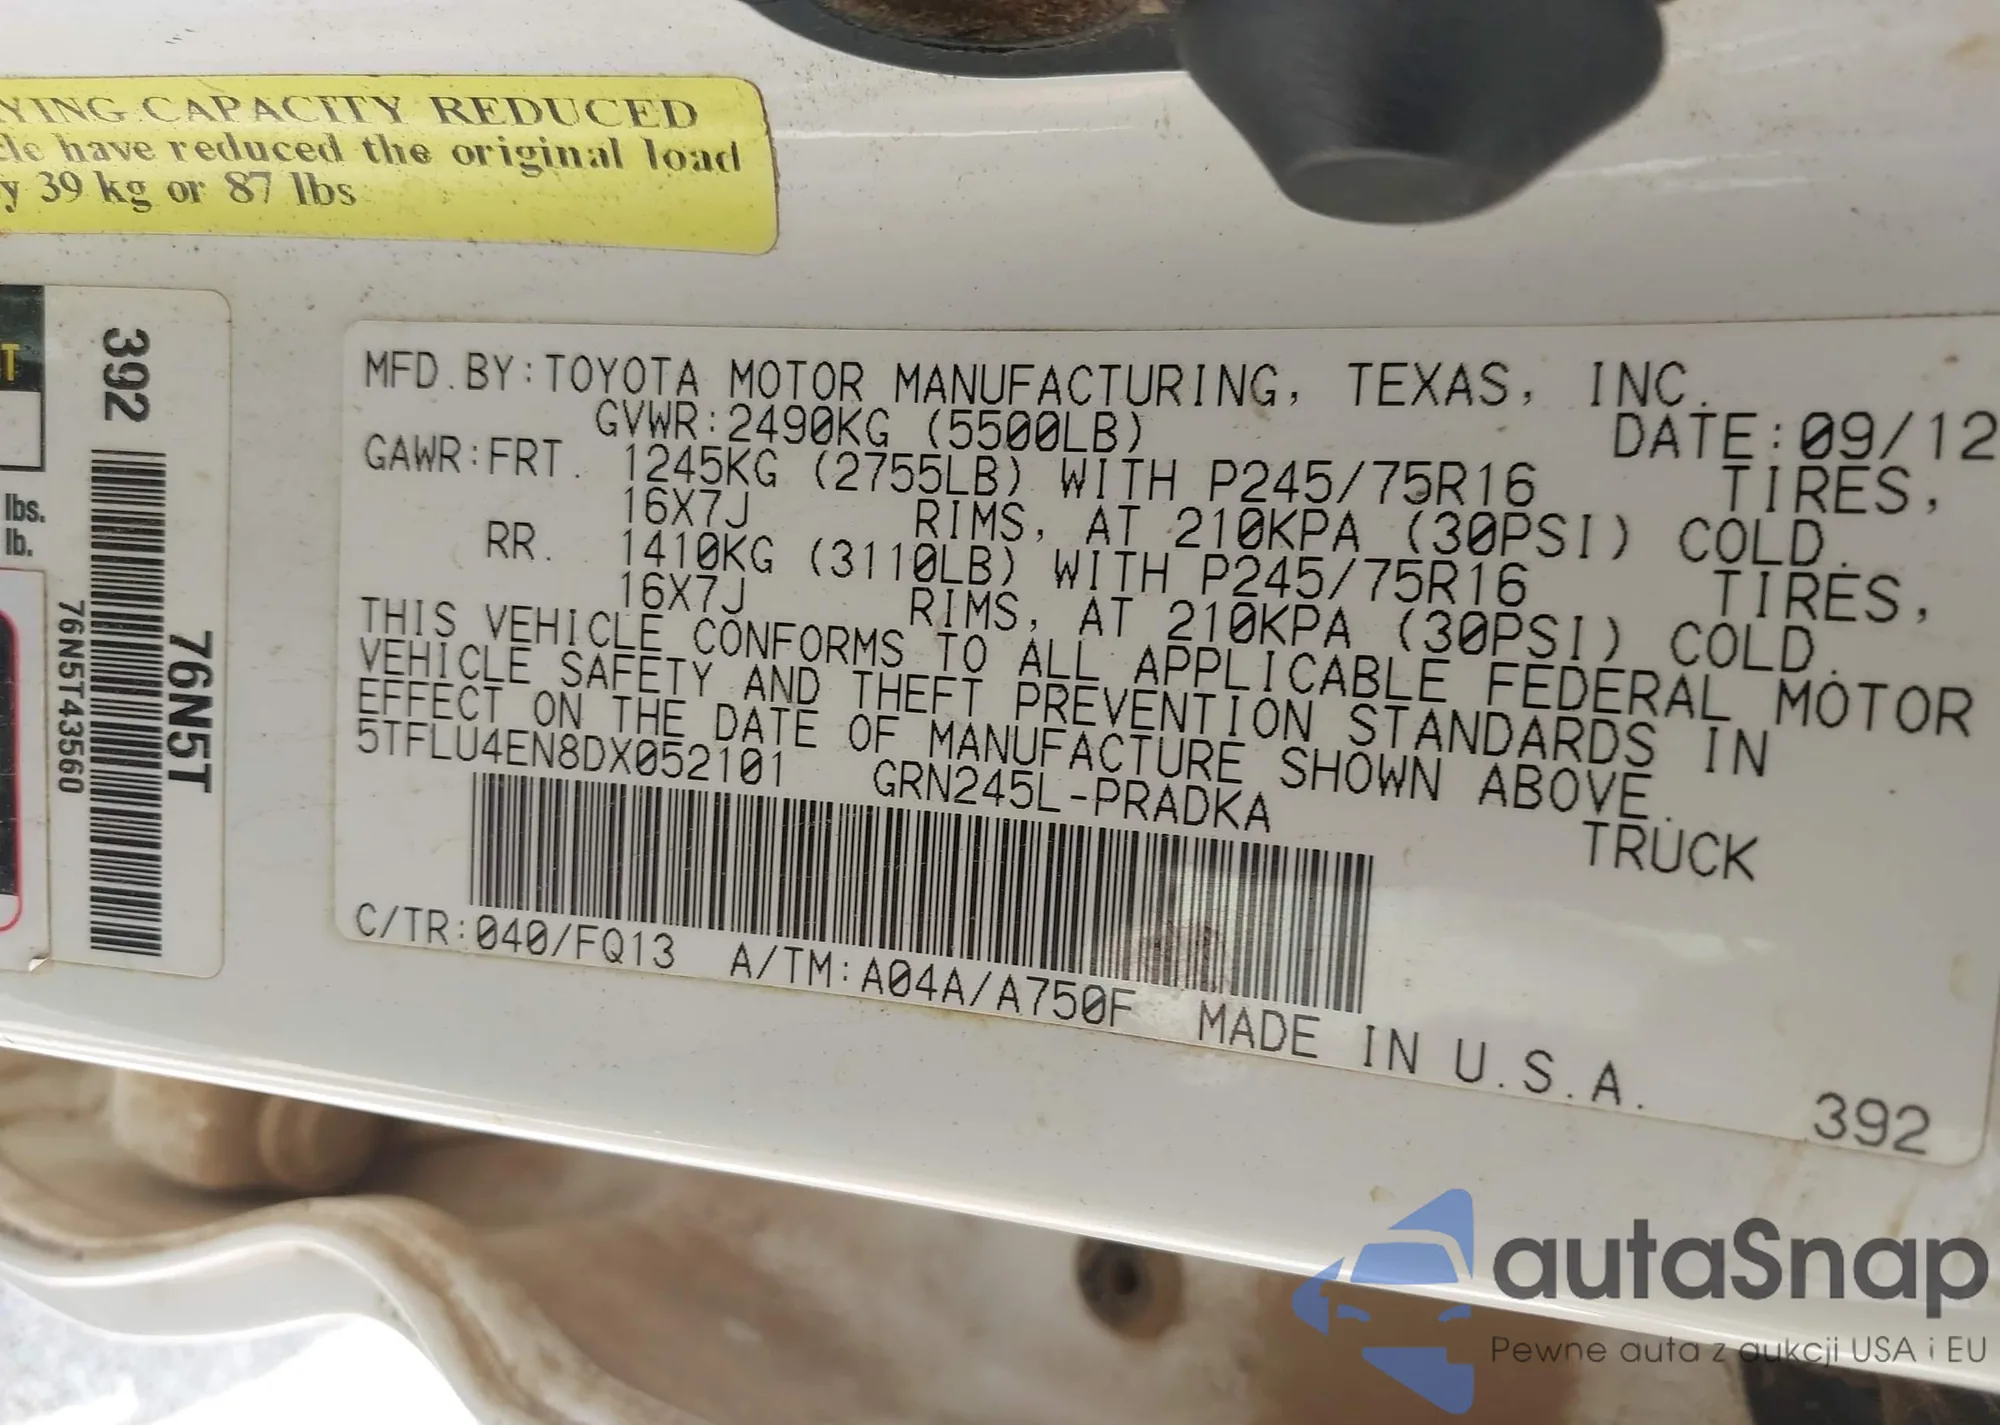 YING CAPACITY REDUCED
cle have reduced the original load
y 39 kg or 87 lbs
T
lbs.
lb.
392
76N5T
76N5T43560
MFD. BY: TOYOTA MOTOR MANUFACTURING, TEXAS, INC.
GVWR: 2490KG (5500LB) DATE: 09/12
GAWR: FRT. 1245KG (2755LB) WITH P245/75R16 TIRES,
16X7J RIMS, AT 210KPA (30PSI) COLD.
RR. 1410KG (3110LB) WITH P245/75R16 TIRES,
16X7J RIMS, AT 210KPA (30PSI) COLD.
THIS VEHICLE CONFORMS TO ALL APPLICABLE FEDERAL MOTOR
VEHICLE SAFETY AND THEFT PREVENTION STANDARDS IN
EFFECT ON THE DATE OF MANUFACTURE SHOWN ABOVE.
5TFLU4EN8DX052101 GRN245L-PRADKA TRUCK
C/TR: 040/FQ13 A/TM: A04A/A750F MADE IN U.S.A.
392
autaSnap
Pewne auta z aukcji USA i EU